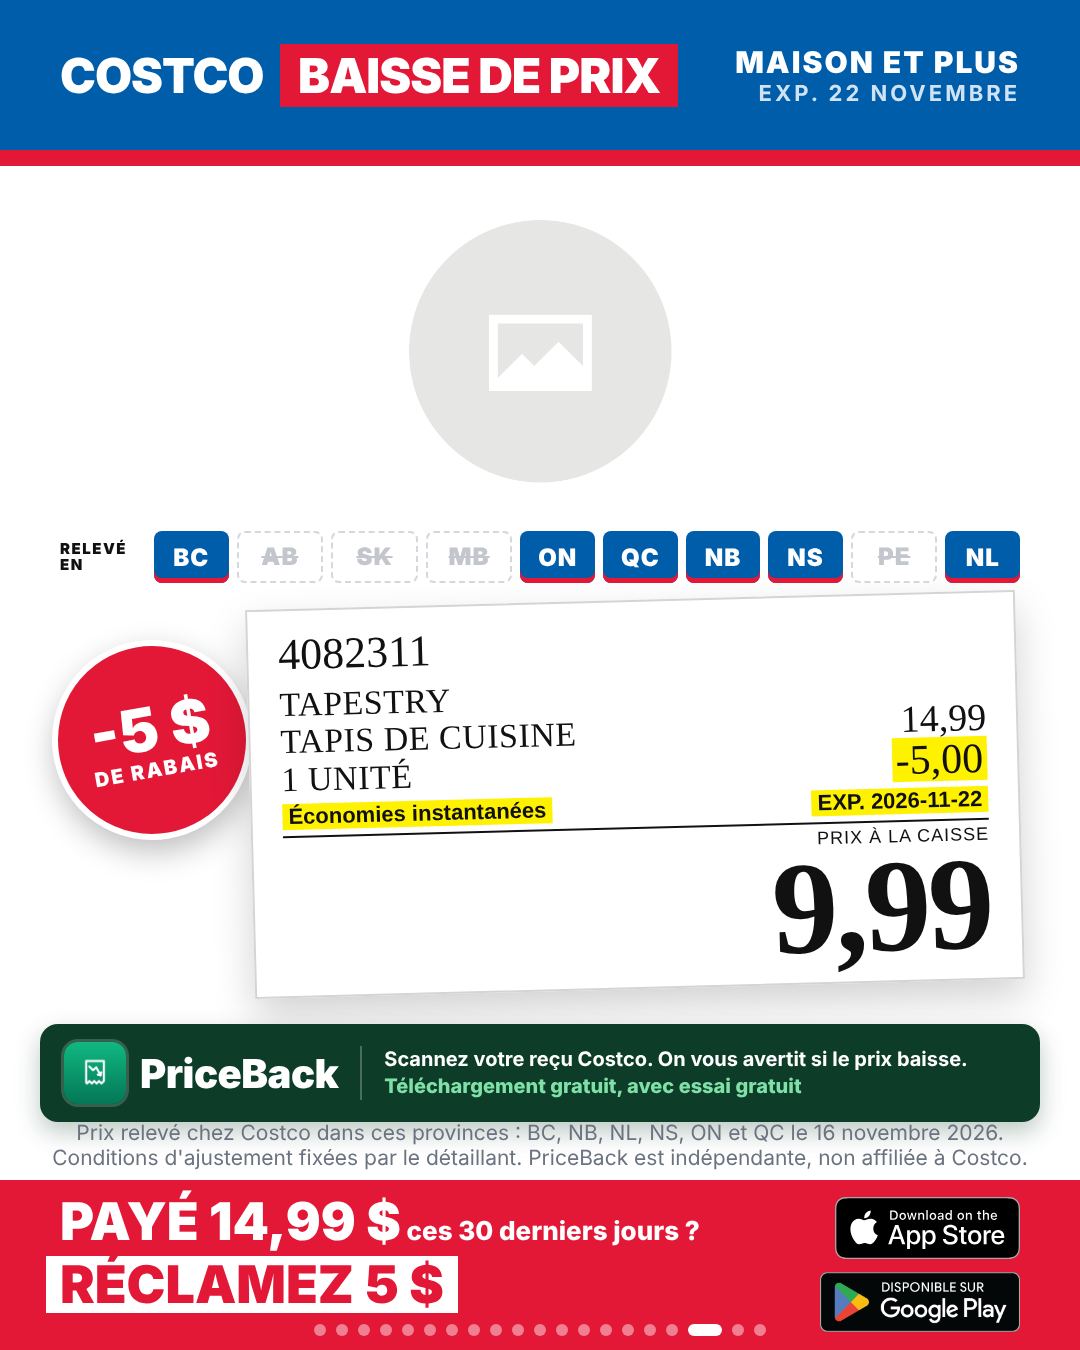 COSTCO BAISSE DE PRIX
MAISON ET PLUS
EXP. 22 NOVEMBRE
RELEVÉ EN
BC AB SK MB ON QC NB NS PE NL
-5 $
DE RABAIS
4082311
TAPESTRY
TAPIS DE CUISINE
1 UNITÉ
Économies instantanées
14,99
-5,00
EXP. 2026-11-22
PRIX À LA CAISSE
9,99
PriceBack
Scannez votre reçu Costco. On vous avertit si le prix baisse.
Téléchargement gratuit, avec essai gratuit
Prix relevé chez Costco dans ces provinces : BC, NB, NL, NS, ON et QC le 16 novembre 2026.
Conditions d'ajustement fixées par le détaillant. PriceBack est indépendante, non affiliée à Costco.
PAYÉ 14,99 $ ces 30 derniers jours ?
RÉCLAMEZ 5 $
Download on the
App Store
DISPONIBLE SUR
Google Play